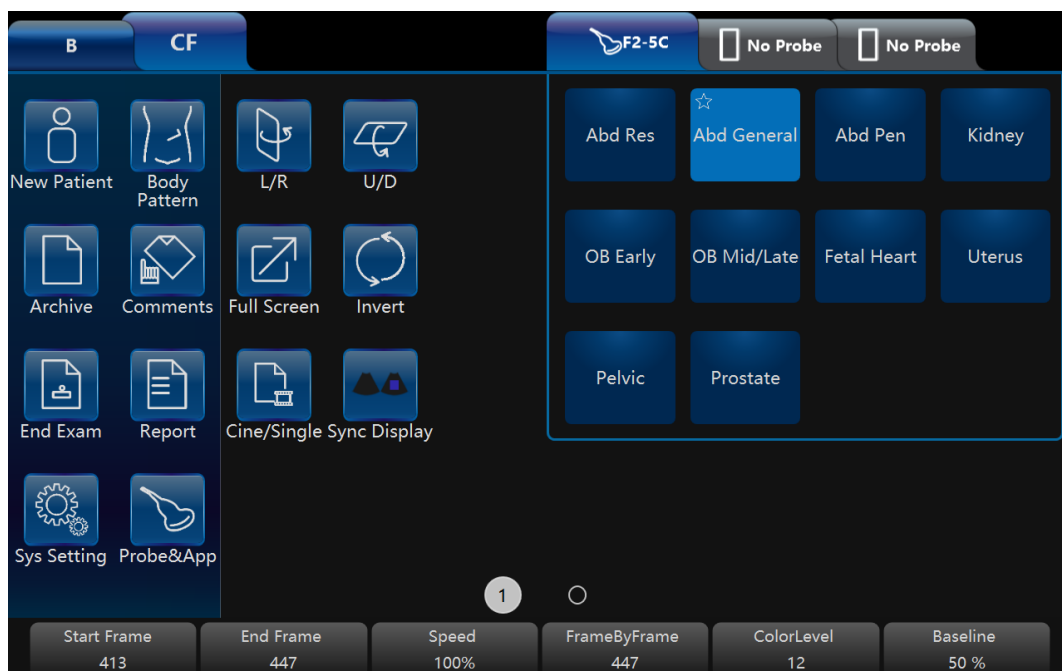 B
CF
F2-5C
No Probe
No Probe
New Patient
Body
Pattern
L/R
U/D
Abd Res
Abd General
Abd Pen
Kidney
Archive
Comments
Full Screen
Invert
OB Early
OB Mid/Late
Fetal Heart
Uterus
End Exam
Report
Cine/Single
Sync Display
Pelvic
Prostate
Sys Setting
Probe&App
1
Start Frame
413
End Frame
447
Speed
100%
FrameByFrame
447
ColorLevel
12
Baseline
50 %